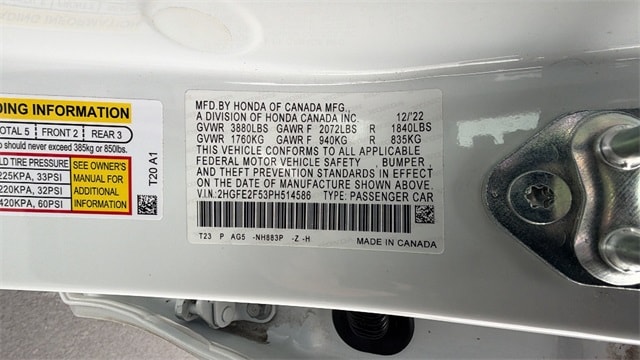 DING INFORMATION
OTAL 5 FRONT 2 REAR 3
should never exceed 385kg or 850lbs.
LD TIRE PRESSURE
225KPA, 33PSI
220KPA, 32PSI
420KPA, 60PSI
SEE OWNER'S
MANUAL FOR
ADDITIONAL
INFORMATION
T20 A1
MFD.BY HONDA OF CANADA MFG.,
A DIVISION OF HONDA CANADA INC. 12/'22
GVWR 3880LBS GAWR F 2072LBS R 1840LBS
GVWR 1760KG GAWR F 940KG R 835KG
THIS VEHICLE CONFORMS TO ALL APPLICABLE
FEDERAL MOTOR VEHICLE SAFETY , BUMPER ,
AND THEFT PREVENTION STANDARDS IN EFFECT
ON THE DATE OF MANUFACTURE SHOWN ABOVE.
V.I.N.:2HGFE2F53PH514586 TYPE: PASSENGER CAR
T23 P AG5 -NH883P -Z -H
MADE IN CANADA